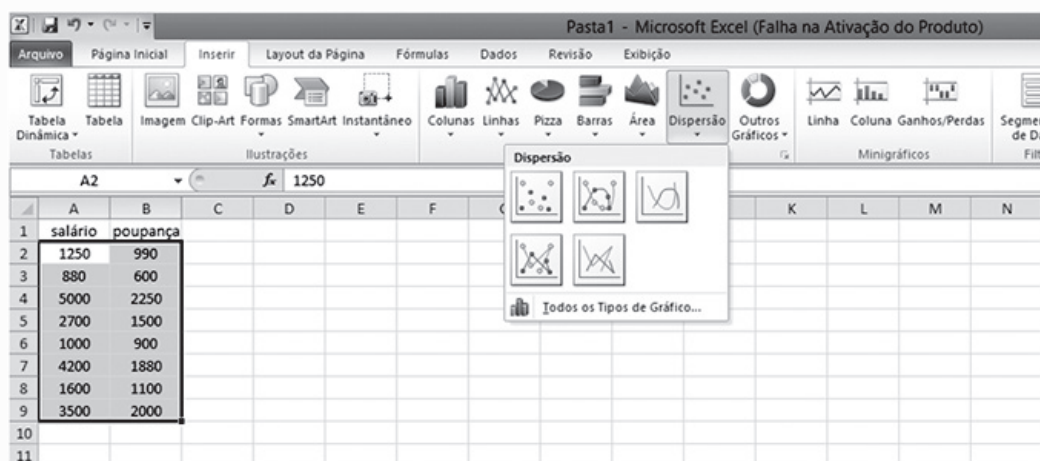 Pasta1 - Microsoft Excel (Falha na Ativação do Produto)
Arquivo Página Inicial Inserir Layout da Página Fórmulas Dados Revisão Exibição
Tabela Dinâmica Tabela Imagem Clip-Art Formas SmartArt Instantâneo Colunas Linhas Pizza Barras Área Dispersão Outros Gráficos Linha Coluna Ganhos/Perdas
Tabelas Ilustrações Minigráficos
Dispersão
Todos os Tipos de Gráfico...
A2 fx 1250
A B C D E F K L M N
1 salário poupança
2 1250 990
3 880 600
4 5000 2250
5 2700 1500
6 1000 900
7 4200 1880
8 1600 1100
9 3500 2000
10
11